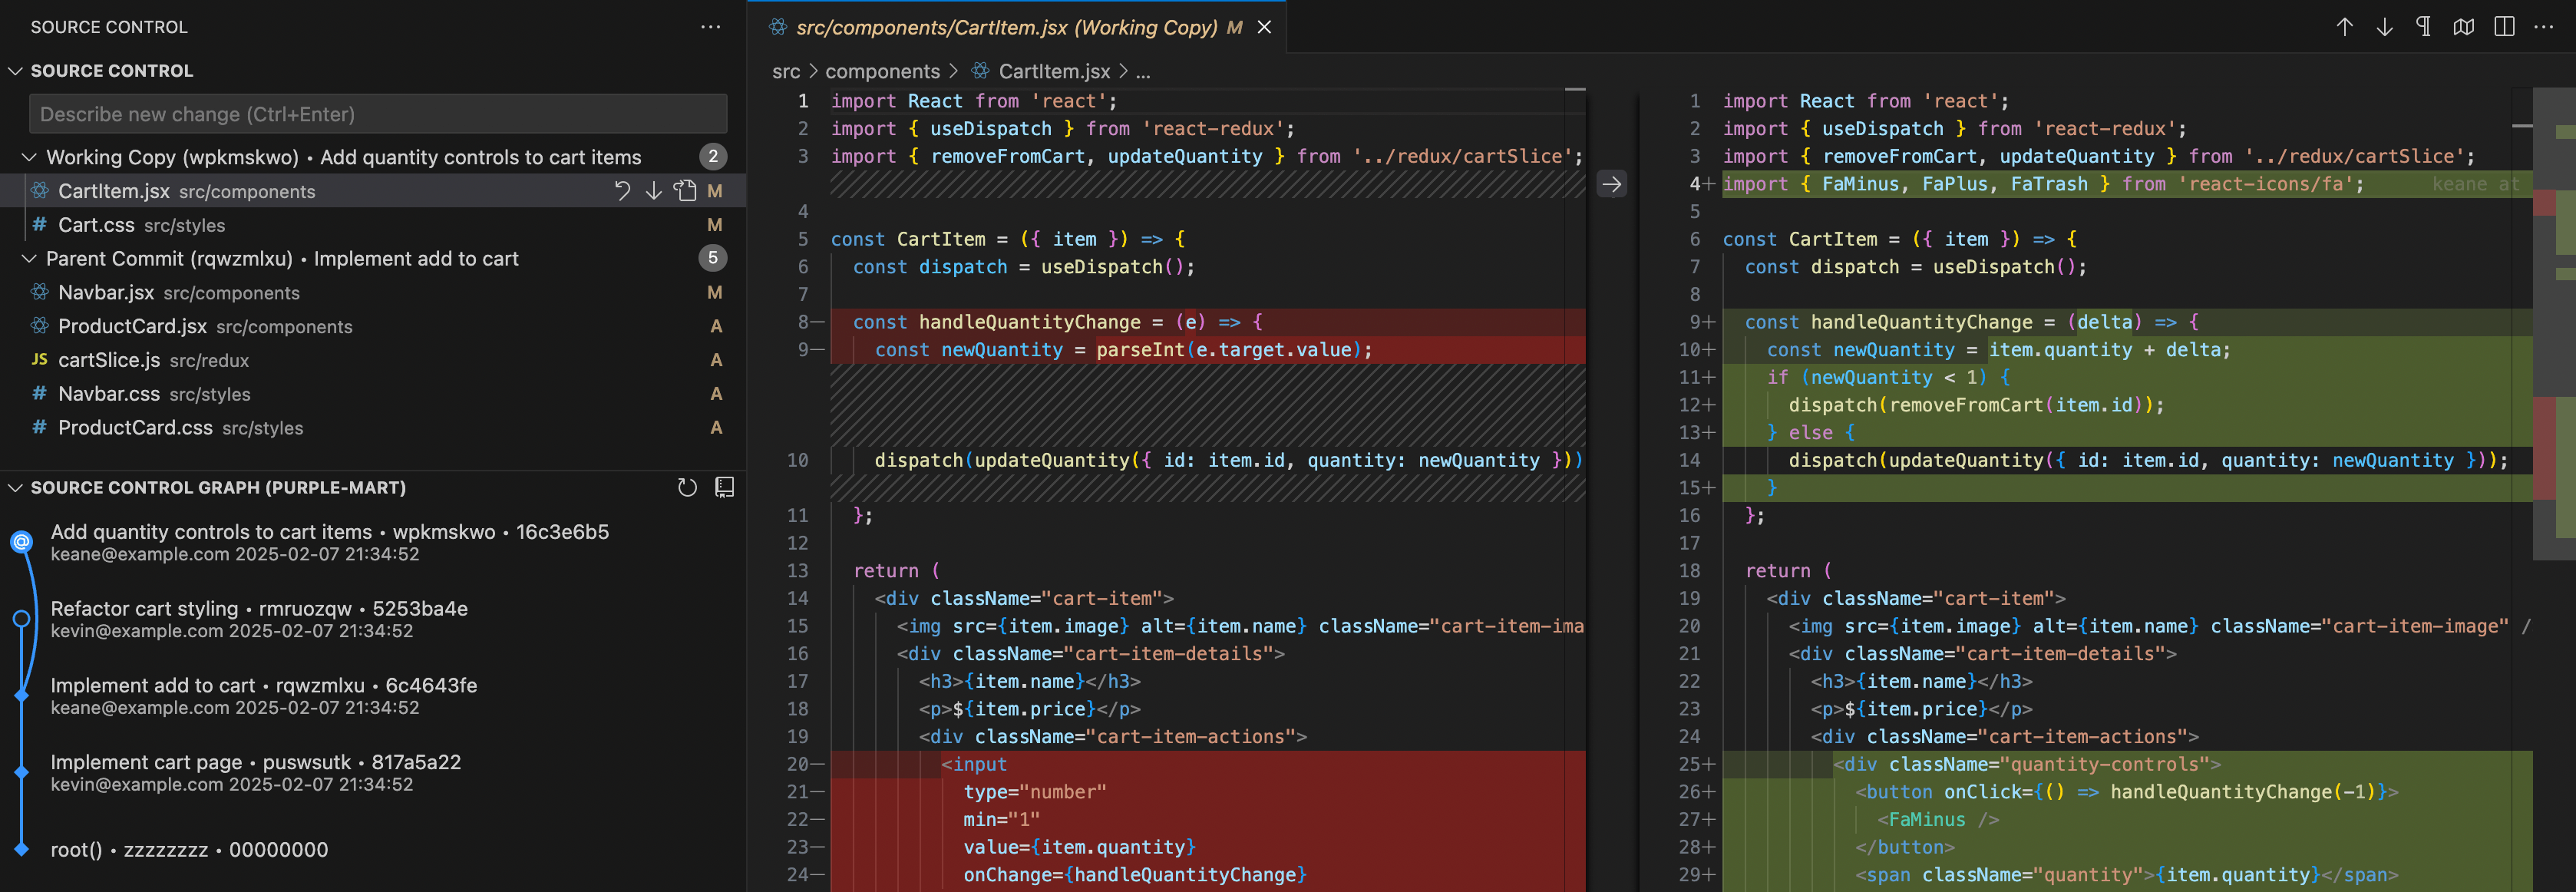 SOURCE CONTROL
SOURCE CONTROL
Describe new change (Ctrl+Enter)
Working Copy (wpkmskwo) • Add quantity controls to cart items 2
CartItem.jsx src/components M
Cart.css src/styles M
Parent Commit (rqwzmlxu) • Implement add to cart 5
Navbar.jsx src/components M
ProductCard.jsx src/components A
JS cartSlice.js src/redux A
# Navbar.css src/styles A
# ProductCard.css src/styles A
SOURCE CONTROL GRAPH (PURPLE-MART)
Add quantity controls to cart items • wpkmskwo • 16c3e6b5
keane@example.com 2025-02-07 21:34:52
Refactor cart styling • rmruozqw • 5253ba4e
kevin@example.com 2025-02-07 21:34:52
Implement add to cart • rqwzmlxu • 6c4643fe
keane@example.com 2025-02-07 21:34:52
Implement cart page • puswsutk • 817a5a22
kevin@example.com 2025-02-07 21:34:52
root() • zzzzzzzz • 00000000
src/components/CartItem.jsx (Working Copy) M
src > components > CartItem.jsx > ...
1 import React from 'react';
2 import { useDispatch } from 'react-redux';
3 import { removeFromCart, updateQuantity } from '../redux/cartSlice';
4
5 const CartItem = ({ item }) => {
6 const dispatch = useDispatch();
7
8— const handleQuantityChange = (e) => {
9— const newQuantity = parseInt(e.target.value);
10 dispatch(updateQuantity({ id: item.id, quantity: newQuantity }))
11 };
12
13 return (
14 <div className="cart-item">
15 <img src={item.image} alt={item.name} className="cart-item-ima
16 <div className="cart-item-details">
17 <h3>{item.name}</h3>
18 <p>${item.price}</p>
19 <div className="cart-item-actions">
20— <input
21— type="number"
22— min="1"
23— value={item.quantity}
24— onChange={handleQuantityChange}
1 import React from 'react';
2 import { useDispatch } from 'react-redux';
3 import { removeFromCart, updateQuantity } from '../redux/cartSlice';
4+ import { FaMinus, FaPlus, FaTrash } from 'react-icons/fa'; keane at
5
6 const CartItem = ({ item }) => {
7 const dispatch = useDispatch();
8
9+ const handleQuantityChange = (delta) => {
10+ const newQuantity = item.quantity + delta;
11+ if (newQuantity < 1) {
12+ dispatch(removeFromCart(item.id));
13+ } else {
14 dispatch(updateQuantity({ id: item.id, quantity: newQuantity }));
15+ }
16 };
17
18 return (
19 <div className="cart-item">
20 <img src={item.image} alt={item.name} className="cart-item-image" /
21 <div className="cart-item-details">
22 <h3>{item.name}</h3>
23 <p>${item.price}</p>
24 <div className="cart-item-actions">
25+ <div className="quantity-controls">
26+ <button onClick={() => handleQuantityChange(-1)}>
27+ <FaMinus />
28+ </button>
29+ <span className="quantity">{item.quantity}</span>